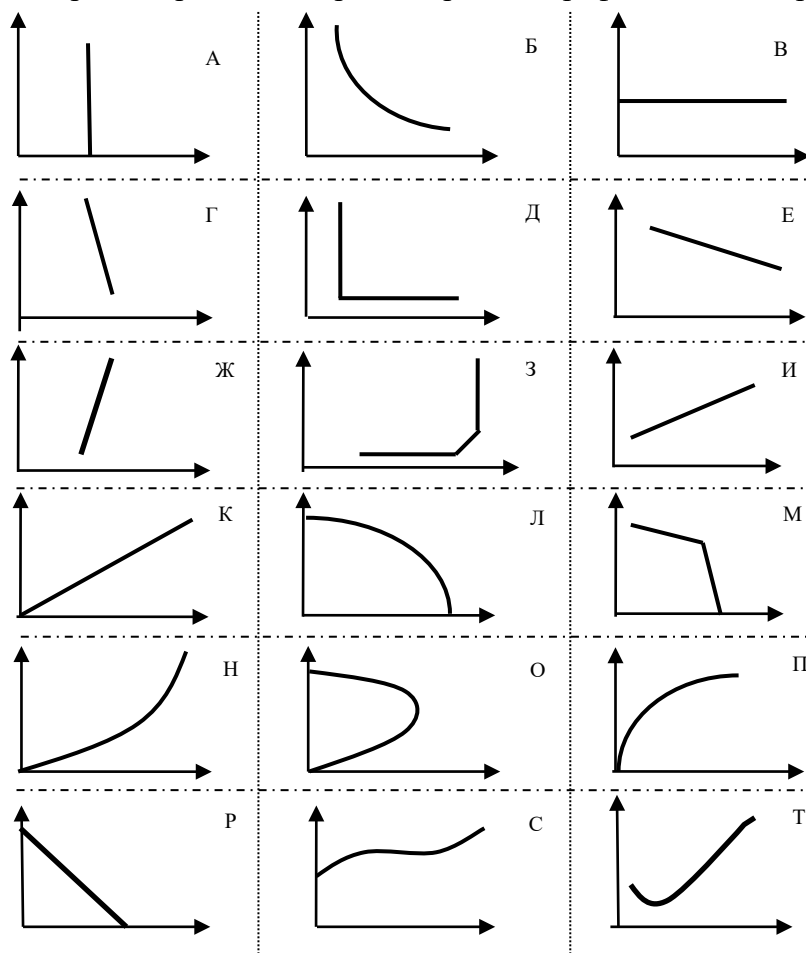 А Б В
Г Д Е
Ж З И
К Л М
Н О П
Р С Т